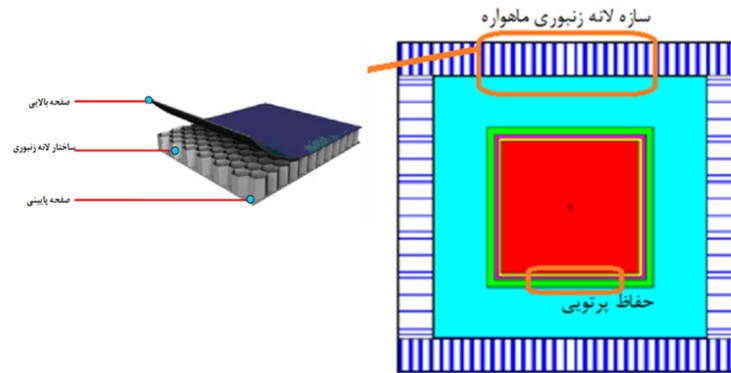 سازه لانه زنبوری ماهواره
صفحه بالایی
ساختار لانه زنبوری
صفحه پایینی
حفاظ پرتویی